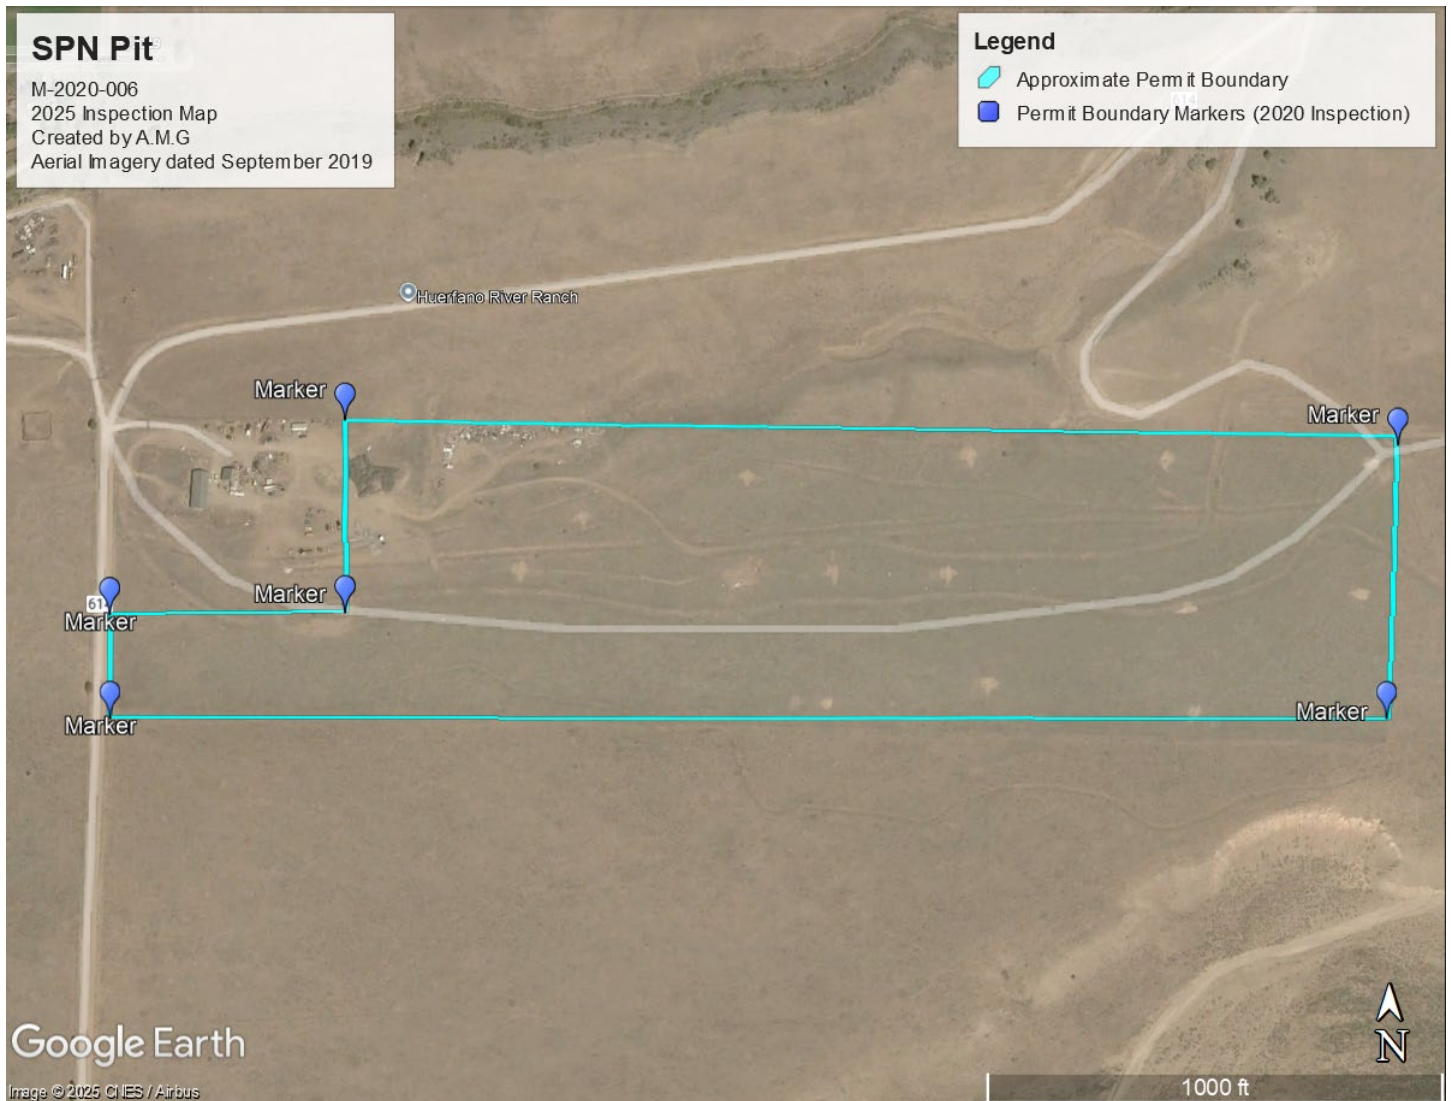 SPN Pit
M-2020-006
2025 Inspection Map
Created by A.M.G
Aerial Imagery dated September 2019
Legend
Approximate Permit Boundary
Permit Boundary Markers (2020 Inspection)
614
Huerfano River Ranch
Marker
Marker
Marker
61
Marker
Marker
Marker
Google Earth
N
Image © 2025 CNES / Airbus
1000 ft